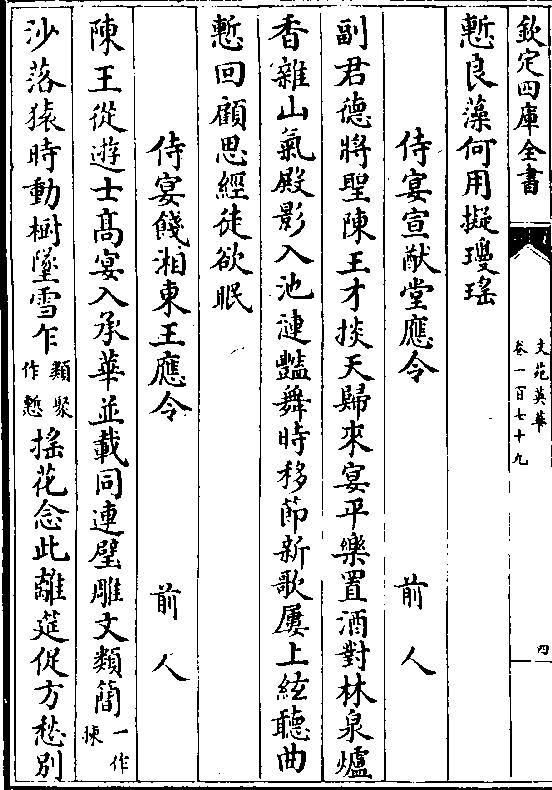 欽定四庫全書
文苑英華
卷一百七十九
四
慙良藻何用擬瓊瑤
侍宴宣猷堂應令 前人
副君德將聖陳王才掞天歸來宴平樂置酒對林泉爐
香雜山氣殿影入池漣豔舞時移節新歌屢上絃聽曲
慙回顧思經徒欲眠
侍宴餞湘東王應令 前人
陳王從遊士高宴入承華並載同連璧雕文類簡一作揀
沙落猿時動樹墜雪乍類聚作慙搖花念此離筵促方愁別